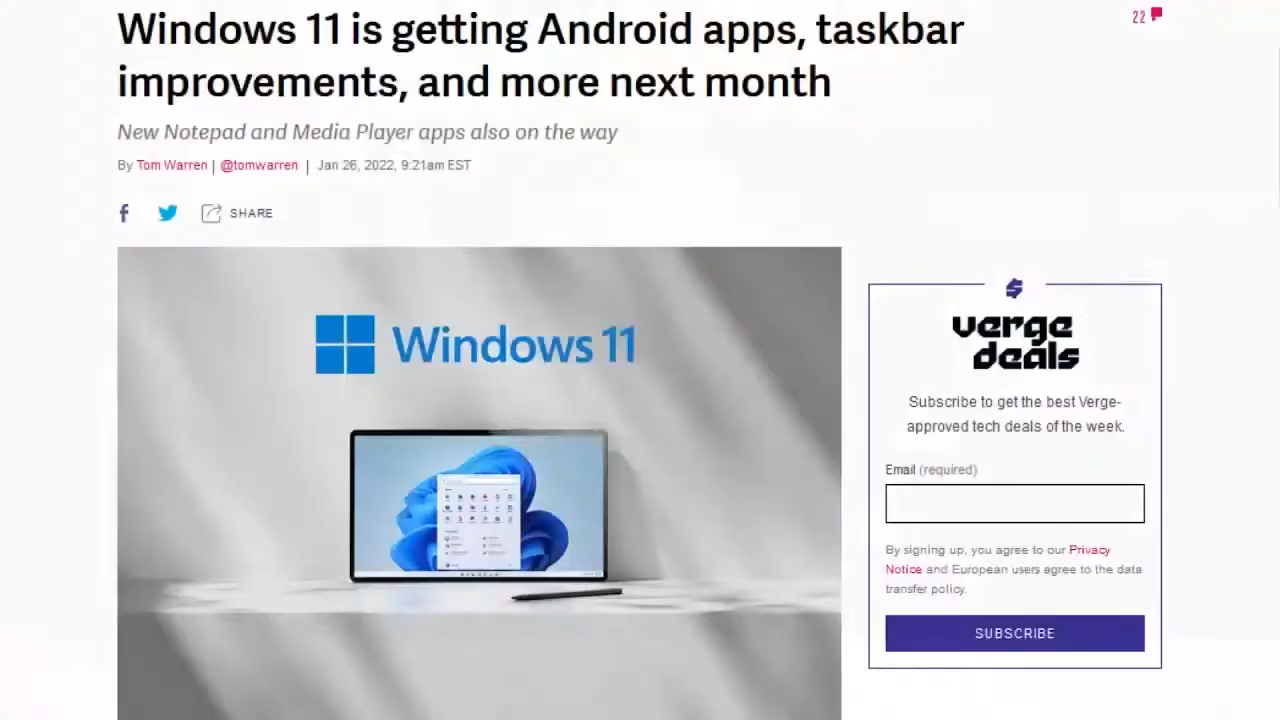 Windows 11 is getting Android apps, taskbar
improvements, and more next month
22
New Notepad and Media Player apps also on the way
By Tom Warren | @tomwarren | Jan 26, 2022, 9:21am EST
SHARE
Windows 11
verge
deals
Subscribe to get the best Verge-
approved tech deals of the week.
Email (required)
By signing up, you agree to our Privacy
Notice and European users agree to the data
transfer policy.
SUBSCRIBE